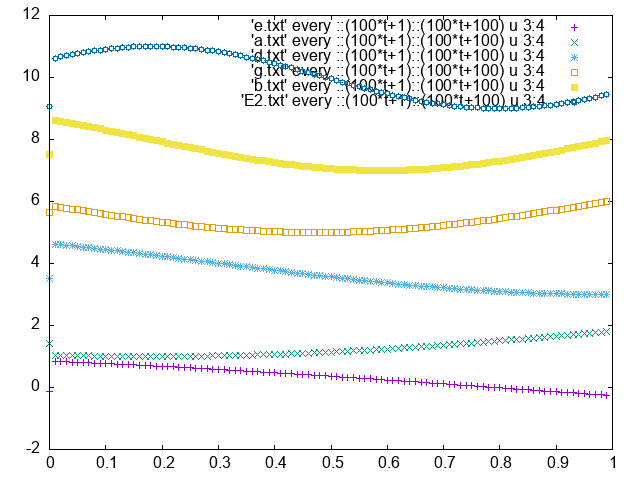 12
10
8
6
4
2
0
-2
'e.txt' every ::(100*t+1)::(100*t+100) u 3:4
'a.txt' every ::(100*t+1)::(100*t+100) u 3:4
'd.txt' every ::(100*t+1)::(100*t+100) u 3:4
'g.txt' every ::(100*t+1)::(100*t+100) u 3:4
'b.txt' every ::(100*t+1)::(100*t+100) u 3:4
'E2.txt' every ::(100*t+1)::(100*t+100) u 3:4
0 0.1 0.2 0.3 0.4 0.5 0.6 0.7 0.8 0.9 1